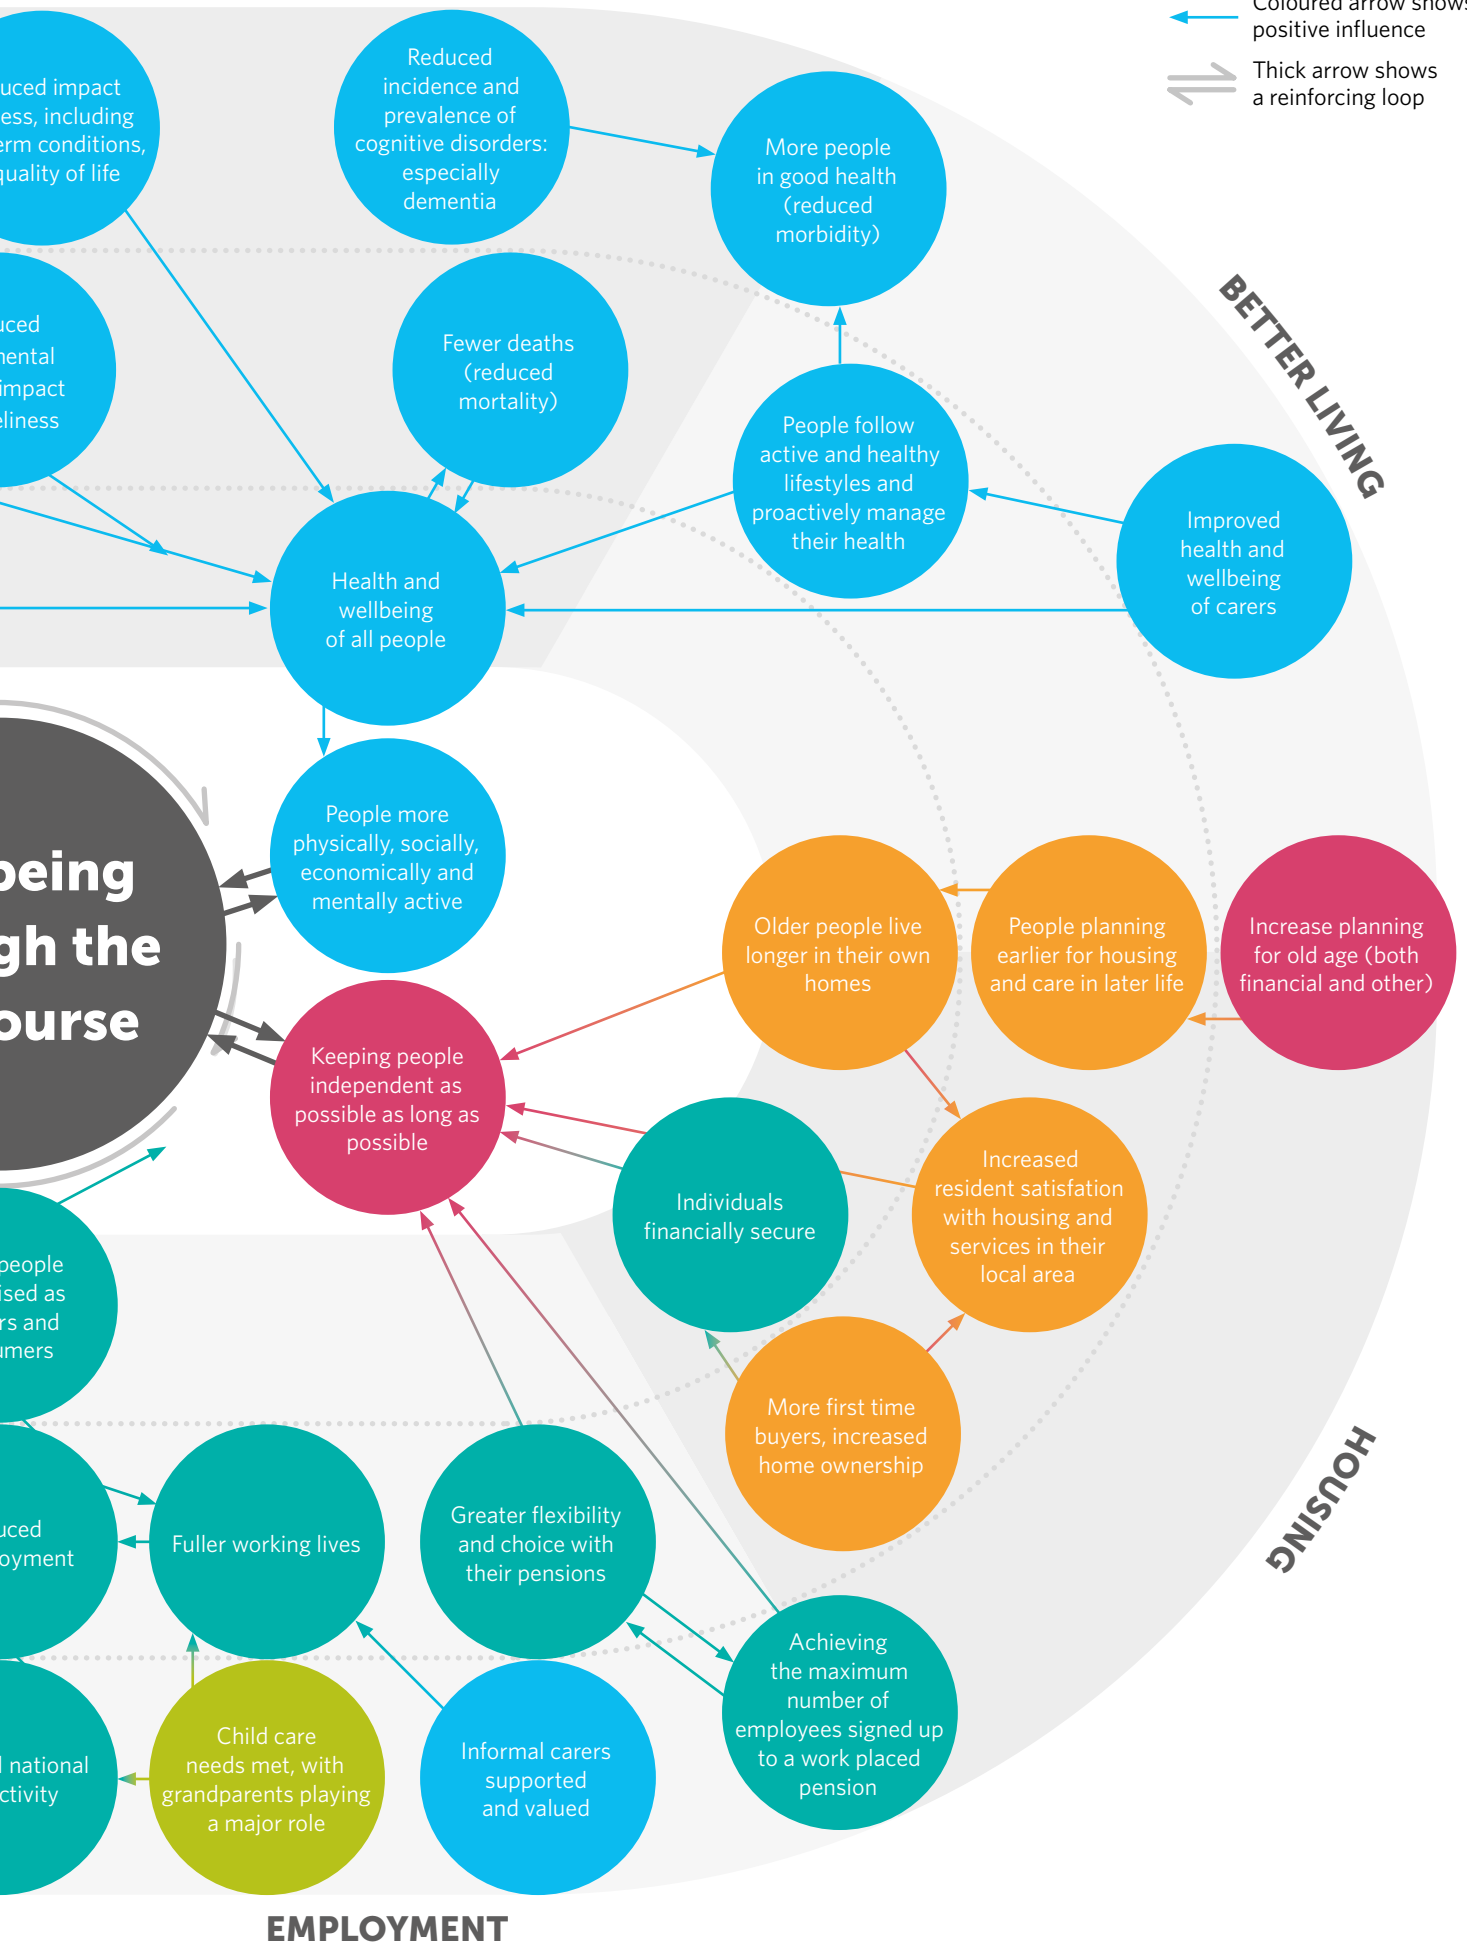 Coloured arrow shows
positive influence
Thick arrow shows
a reinforcing loop
uced impact
ess, including
erm conditions,
quality of life
Reduced
incidence and
prevalence of
cognitive disorders:
especially
dementia
More people
in good health
(reduced
morbidity)
BETTER LIVING
uced
mental
impact
eliness
Fewer deaths
(reduced
mortality)
People follow
active and healthy
lifestyles and
proactively manage
their health
Improved
health and
wellbeing
of carers
Health and
wellbeing
of all people
People more
physically, socially,
economically and
mentally active
being
gh the
ourse
Older people live
longer in their own
homes
People planning
earlier for housing
and care in later life
Increase planning
for old age (both
financial and other)
Keeping people
independent as
possible as long as
possible
Individuals
financially secure
Increased
resident satisfation
with housing and
services in their
local area
people
ised as
rs and
umers
More first time
buyers, increased
home ownership
HOUSING
uced
oyment
Fuller working lives
Greater flexibility
and choice with
their pensions
Achieving
the maximum
number of
employees signed up
to a work placed
pension
national
ctivity
Child care
needs met, with
grandparents playing
a major role
Informal carers
supported
and valued
EMPLOYMENT